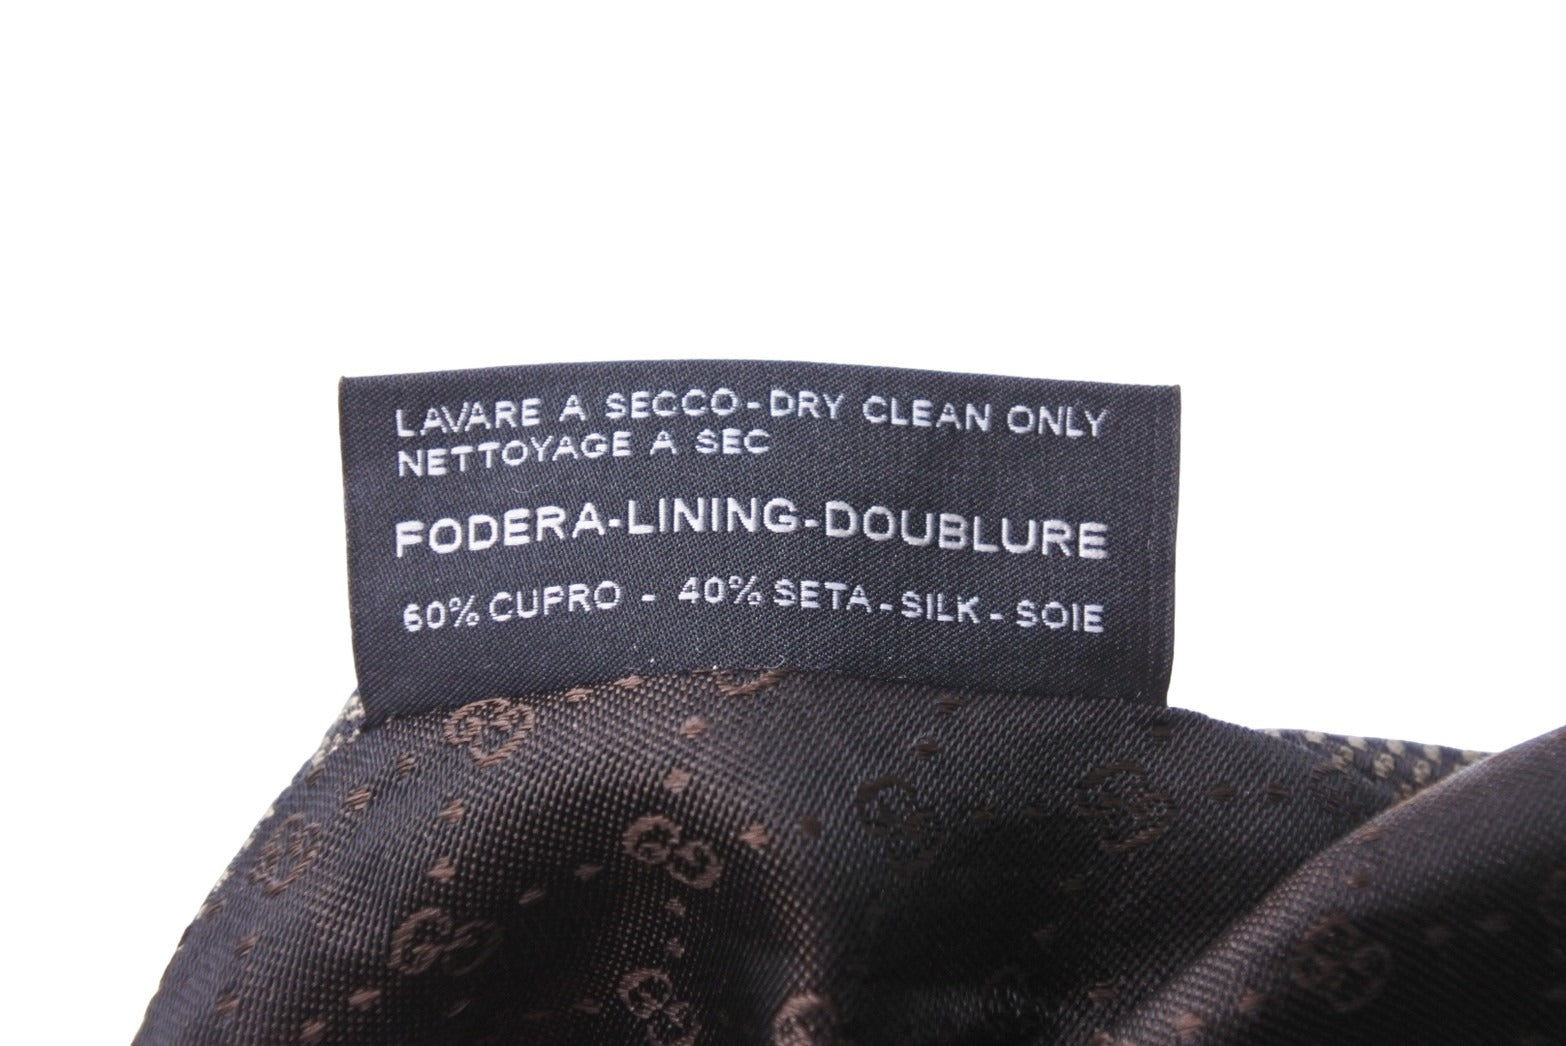 LAVARE A SECCO-DRY CLEAN ONLY
NETTOYAGE A SEC
FODERA-LINING-DOUBLURE
60% CUPRO - 40% SETA-SILK-SOIE